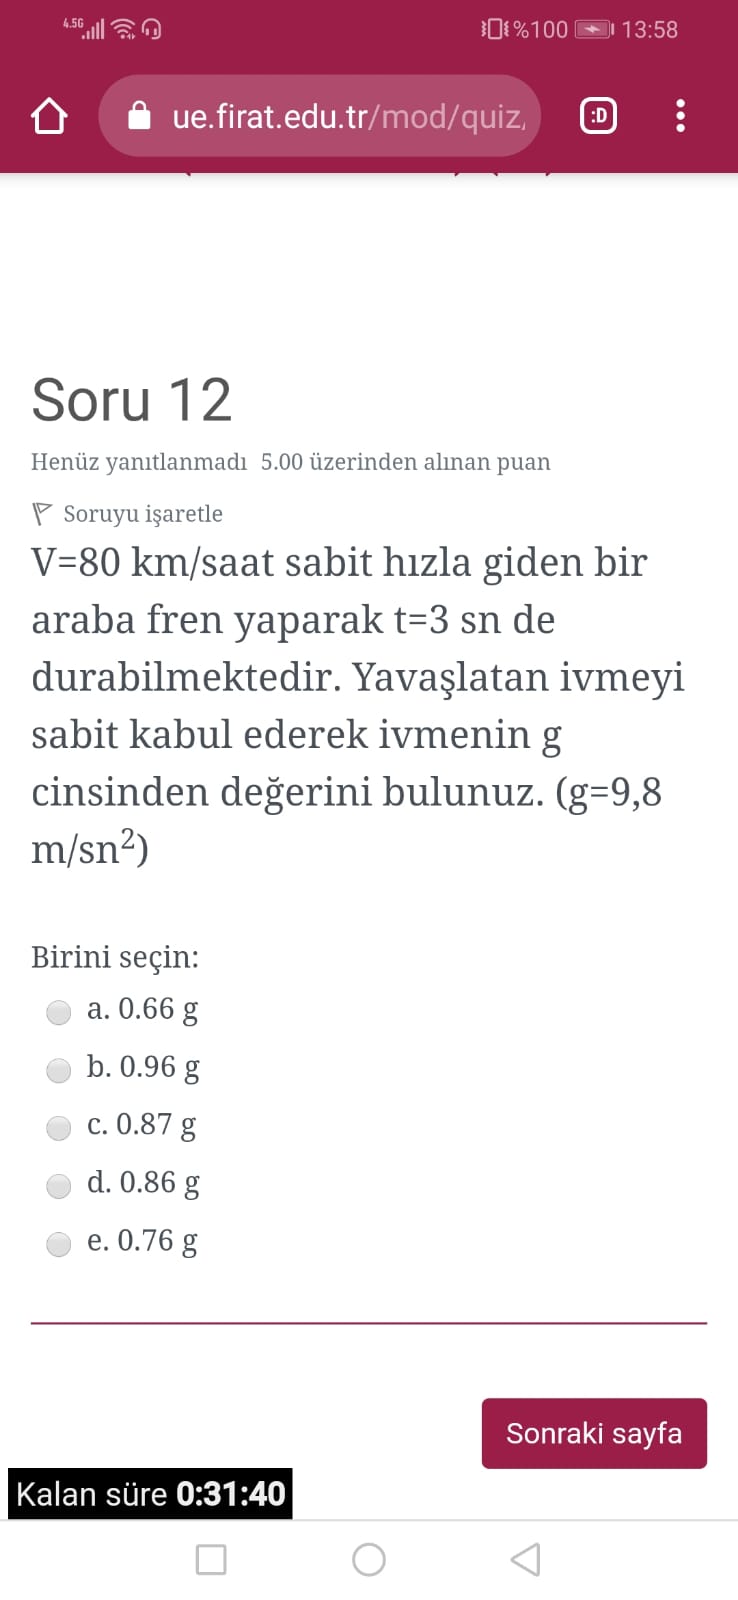 4.5G %100 13:58
ue.firat.edu.tr/mod/quiz, :D
Soru 12
Henüz yanıtlanmadı 5.00 üzerinden alınan puan
Soruyu işaretle
V=80 km/saat sabit hızla giden bir
araba fren yaparak t=3 sn de
durabilmektedir. Yavaşlatan ivmeyi
sabit kabul ederek ivmenin g
cinsinden değerini bulunuz. (g=9,8
m/sn²)
Birini seçin:
a. 0.66 g
b. 0.96 g
c. 0.87 g
d. 0.86 g
e. 0.76 g
Sonraki sayfa
Kalan süre 0:31:40